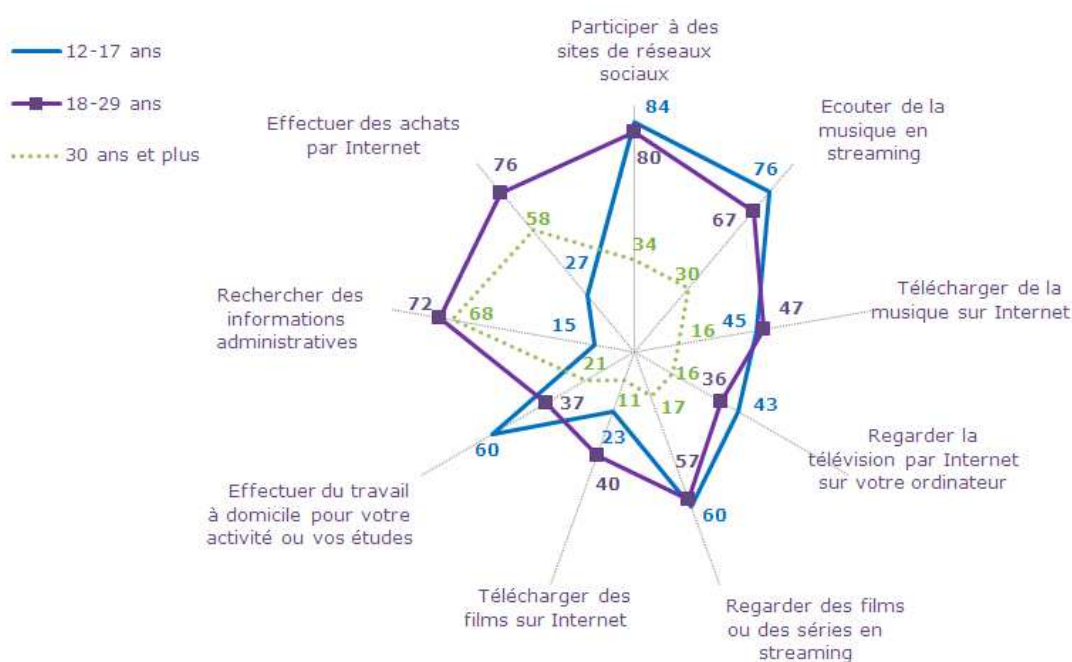 12-17 ans
18-29 ans
30 ans et plus
Participer à des
sites de réseaux
sociaux
84
80
34
Ecouter de la
musique en
streaming
76
67
30
Télécharger de la
musique sur Internet
47
45
16
Regarder la
télévision par Internet
sur votre ordinateur
43
36
16
Regarder des films
ou des séries en
streaming
60
57
17
Télécharger des
films sur Internet
40
23
11
Effectuer du travail
à domicile pour votre
activité ou vos études
60
37
21
Rechercher des
informations
administratives
72
68
15
Effectuer des achats
par Internet
76
58
27